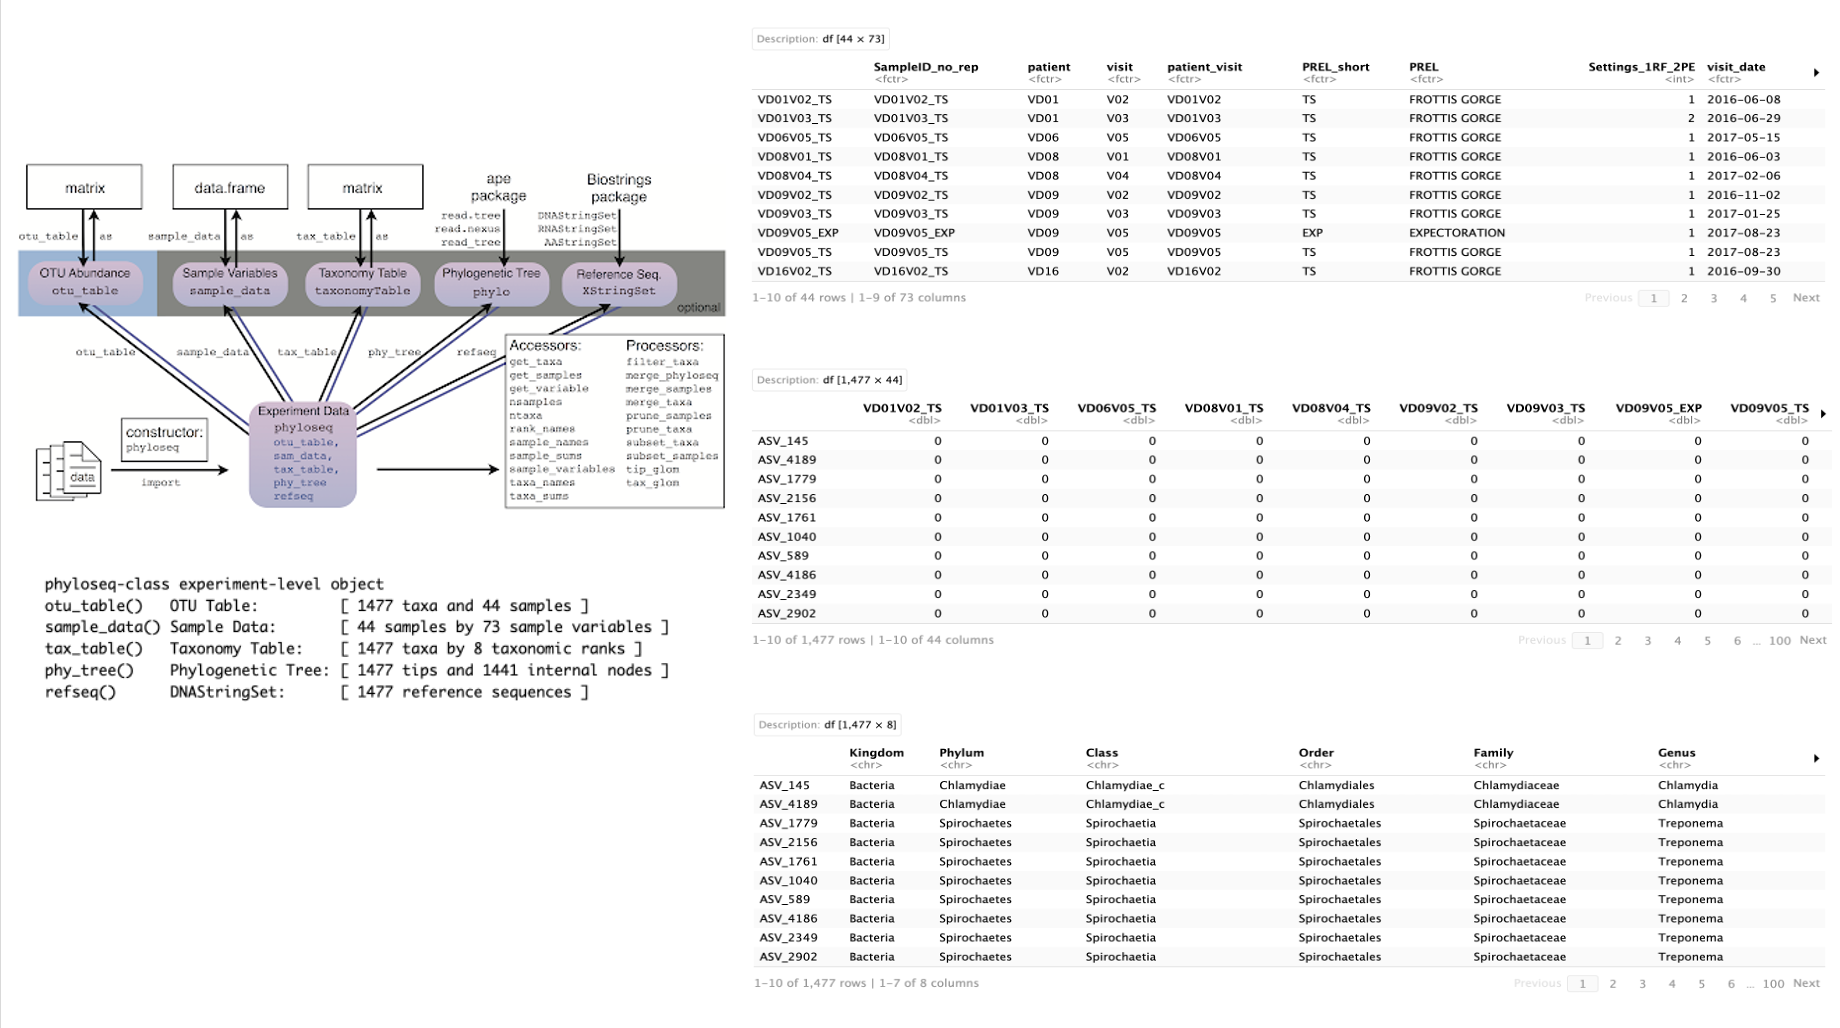 matrix
data.frame
matrix
ape
package
Biostrings
package
read.tree
read.nexus
read_tree
DNAStringSet
RNAStringSet
AAStringSet
otu_table as
sample_data as
tax_table as
OTU Abundance
otu_table
Sample Variables
sample_data
Taxonomy Table
taxonomyTable
Phylogenetic Tree
phylo
Reference Seq.
XStringSet
optional
otu_table
sample_data
tax_table
phy_tree
refseq
data
constructor:
phyloseq
import
Experiment Data
phyloseq
otu_table,
sam_data,
tax_table,
phy_tree
refseq
Accessors:
get_taxa
get_samples
get_variable
nsamples
ntaxa
rank_names
sample_names
sample_sums
sample_variables
taxa_names
taxa_sums
Processors:
filter_taxa
merge_phyloseq
merge_samples
merge_taxa
prune_samples
prune_taxa
subset_taxa
subset_samples
tip_glom
tax_glom
phyloseq-class experiment-level object
otu_table() OTU Table: [ 1477 taxa and 44 samples ]
sample_data() Sample Data: [ 44 samples by 73 sample variables ]
tax_table() Taxonomy Table: [ 1477 taxa by 8 taxonomic ranks ]
phy_tree() Phylogenetic Tree: [ 1477 tips and 1441 internal nodes ]
refseq() DNAStringSet: [ 1477 reference sequences ]
Description: df [44 × 73]
SampleID_no_rep patient visit patient_visit PREL_short PREL Settings_1RF_2PE visit_date
<fctr> <fctr> <fctr> <fctr> <fctr> <fctr> <int> <fctr>
VD01V02_TS VD01V02_TS VD01 V02 VD01V02 TS FROTTIS GORGE 1 2016-06-08
VD01V03_TS VD01V03_TS VD01 V03 VD01V03 TS FROTTIS GORGE 2 2016-06-29
VD06V05_TS VD06V05_TS VD06 V05 VD06V05 TS FROTTIS GORGE 1 2017-05-15
VD08V01_TS VD08V01_TS VD08 V01 VD08V01 TS FROTTIS GORGE 1 2016-06-03
VD08V04_TS VD08V04_TS VD08 V04 VD08V04 TS FROTTIS GORGE 1 2017-02-06
VD09V02_TS VD09V02_TS VD09 V02 VD09V02 TS FROTTIS GORGE 1 2016-11-02
VD09V03_TS VD09V03_TS VD09 V03 VD09V03 TS FROTTIS GORGE 1 2017-01-25
VD09V05_EXP VD09V05_EXP VD09 V05 VD09V05 EXP EXPECTORATION 1 2017-08-23
VD09V05_TS VD09V05_TS VD09 V05 VD09V05 TS FROTTIS GORGE 1 2017-08-23
VD16V02_TS VD16V02_TS VD16 V02 VD16V02 TS FROTTIS GORGE 1 2016-09-30
1-10 of 44 rows | 1-9 of 73 columns Previous 1 2 3 4 5 Next
Description: df [1,477 × 44]
VD01V02_TS VD01V03_TS VD06V05_TS VD08V01_TS VD08V04_TS VD09V02_TS VD09V03_TS VD09V05_EXP VD09V05_TS
<dbl> <dbl> <dbl> <dbl> <dbl> <dbl> <dbl> <dbl> <dbl>
ASV_145 0 0 0 0 0 0 0 0 0
ASV_4189 0 0 0 0 0 0 0 0 0
ASV_1779 0 0 0 0 0 0 0 0 0
ASV_2156 0 0 0 0 0 0 0 0 0
ASV_1761 0 0 0 0 0 0 0 0 0
ASV_1040 0 0 0 0 0 0 0 0 0
ASV_589 0 0 0 0 0 0 0 0 0
ASV_4186 0 0 0 0 0 0 0 0 0
ASV_2349 0 0 0 0 0 0 0 0 0
ASV_2902 0 0 0 0 0 0 0 0 0
1-10 of 1,477 rows | 1-10 of 44 columns Previous 1 2 3 4 5 6 ... 100 Next
Description: df [1,477 × 8]
Kingdom Phylum Class Order Family Genus
<chr> <chr> <chr> <chr> <chr> <chr>
ASV_145 Bacteria Chlamydiae Chlamydiae_c Chlamydiales Chlamydiaceae Chlamydia
ASV_4189 Bacteria Chlamydiae Chlamydiae_c Chlamydiales Chlamydiaceae Chlamydia
ASV_1779 Bacteria Spirochaetes Spirochaetia Spirochaetales Spirochaetaceae Treponema
ASV_2156 Bacteria Spirochaetes Spirochaetia Spirochaetales Spirochaetaceae Treponema
ASV_1761 Bacteria Spirochaetes Spirochaetia Spirochaetales Spirochaetaceae Treponema
ASV_1040 Bacteria Spirochaetes Spirochaetia Spirochaetales Spirochaetaceae Treponema
ASV_589 Bacteria Spirochaetes Spirochaetia Spirochaetales Spirochaetaceae Treponema
ASV_4186 Bacteria Spirochaetes Spirochaetia Spirochaetales Spirochaetaceae Treponema
ASV_2349 Bacteria Spirochaetes Spirochaetia Spirochaetales Spirochaetaceae Treponema
ASV_2902 Bacteria Spirochaetes Spirochaetia Spirochaetales Spirochaetaceae Treponema
1-10 of 1,477 rows | 1-7 of 8 columns Previous 1 2 3 4 5 6 ... 100 Next